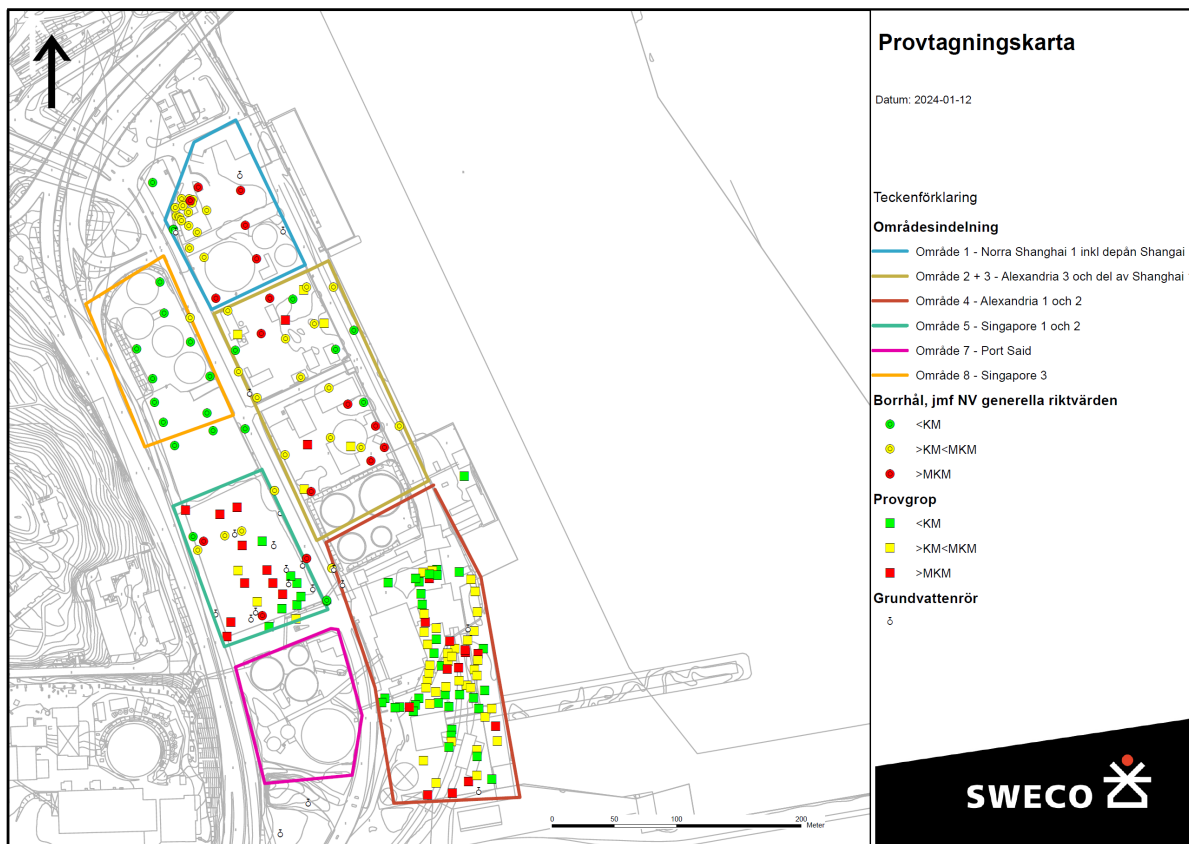 Provtagningskarta
Datum: 2024-01-12
Teckenförklaring
Områdesindelning
Område 1 - Norra Shanghai 1 inkl depån Shangai
Område 2 + 3 - Alexandria 3 och del av Shanghai 1
Område 4 - Alexandria 1 och 2
Område 5 - Singapore 1 och 2
Område 7 - Port Said
Område 8 - Singapore 3
Borrhål, jmf NV generella riktvärden
<KM
>KM<MKM
>MKM
Provgrop
<KM
>KM<MKM
>MKM
Grundvattenrör
0 50 100 200
Meter
SWECO